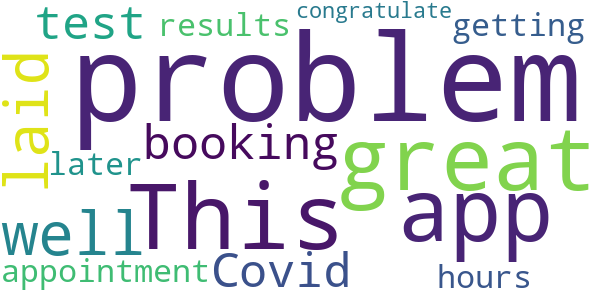 congratulate
test results getting
problem
laid
booking great
later
This app
well
appointment Covid hours